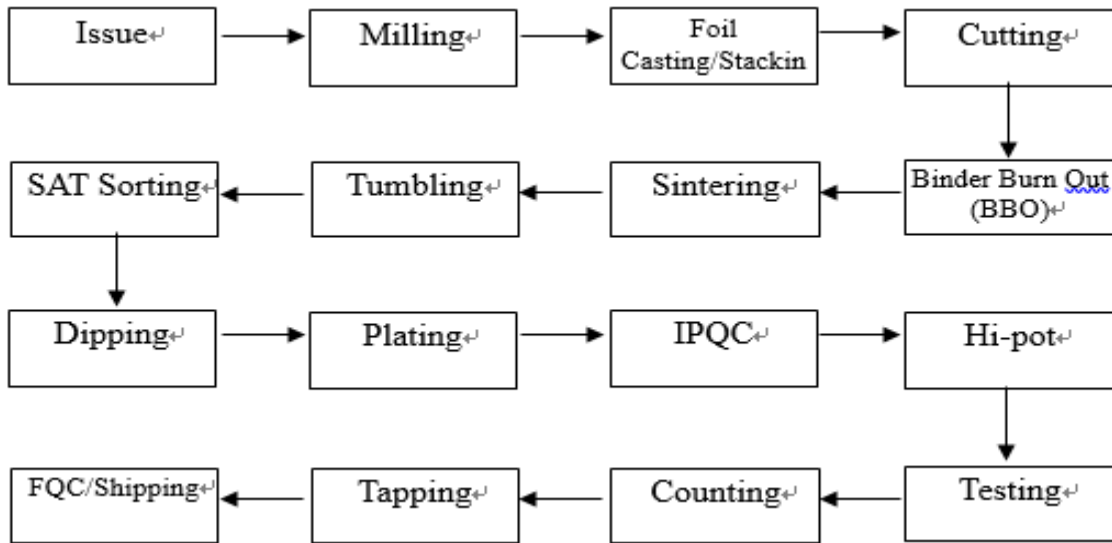 Issue↵
Milling↵
Foil
Casting/Stackin
Cutting↵
SAT Sorting↵
Tumbling↵
Sintering↵
Binder Burn Qut
(BBO)↵
Dipping↵
Plating↵
IPQC↵
Hi-pot↵
FQC/Shipping↵
Tapping↵
Counting↵
Testing↵